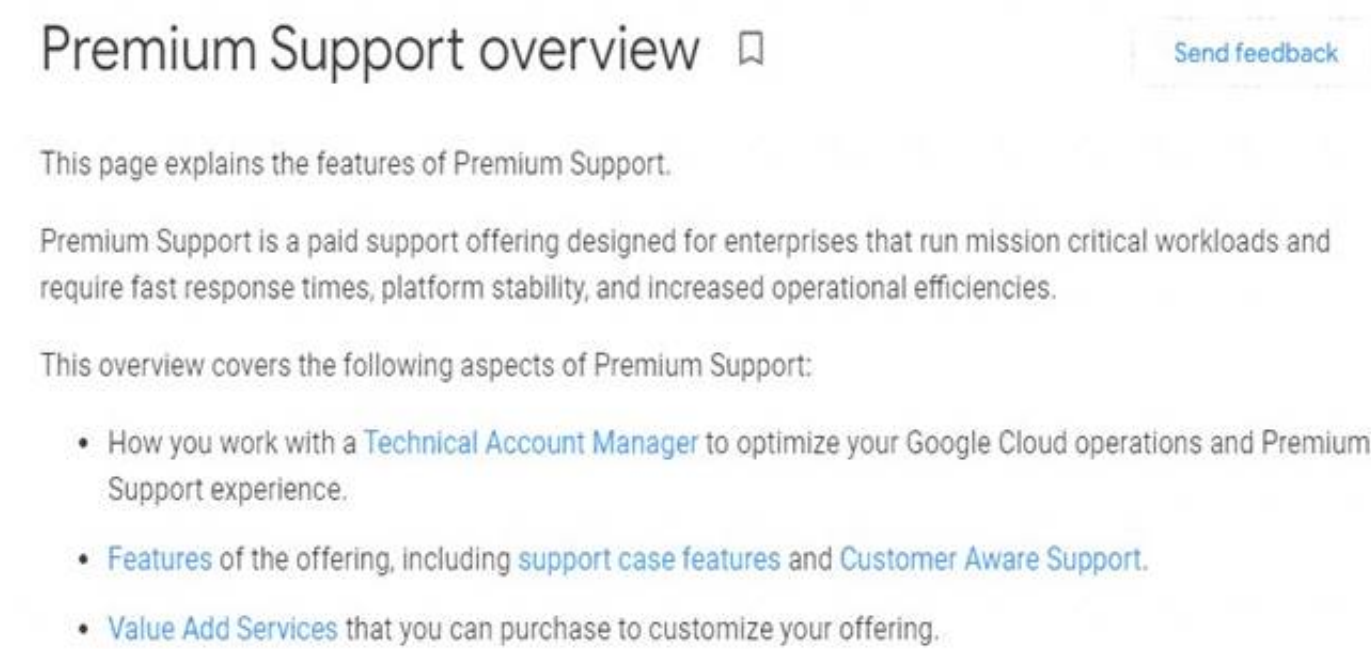 Premium Support overview
Send feedback
This page explains the features of Premium Support.
Premium Support is a paid support offering designed for enterprises that run mission critical workloads and
require fast response times, platform stability, and increased operational efficiencies.
This overview covers the following aspects of Premium Support:
• How you work with a Technical Account Manager to optimize your Google Cloud operations and Premium
Support experience.
• Features of the offering, including support case features and Customer Aware Support.
• Value Add Services that you can purchase to customize your offering.